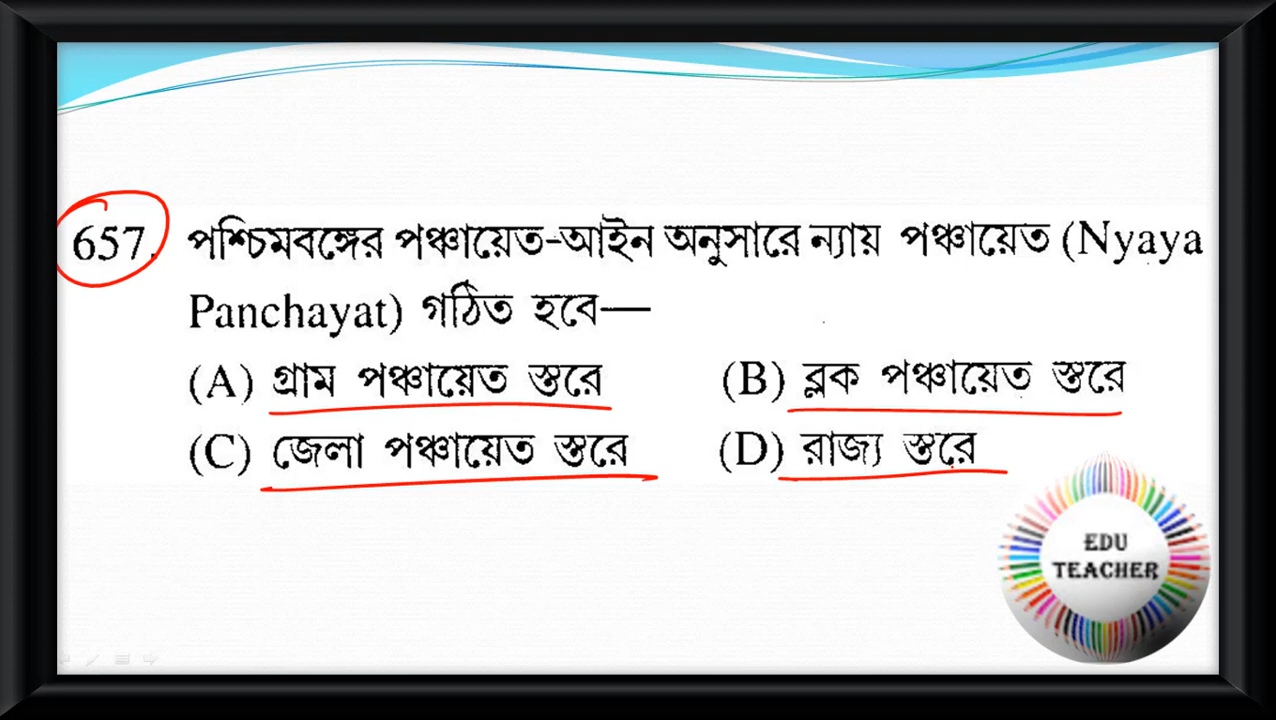 657. পশ্চিমবঙ্গের পঞ্চায়েত-আইন অনুসারে ন্যায় পঞ্চায়েত (Nyaya
Panchayat) গঠিত হবে—
(A) গ্রাম পঞ্চায়েত স্তরে (B) ব্লক পঞ্চায়েত স্তরে
(C) জেলা পঞ্চায়েত স্তরে (D) রাজ্য স্তরে
EDU
TEACHER